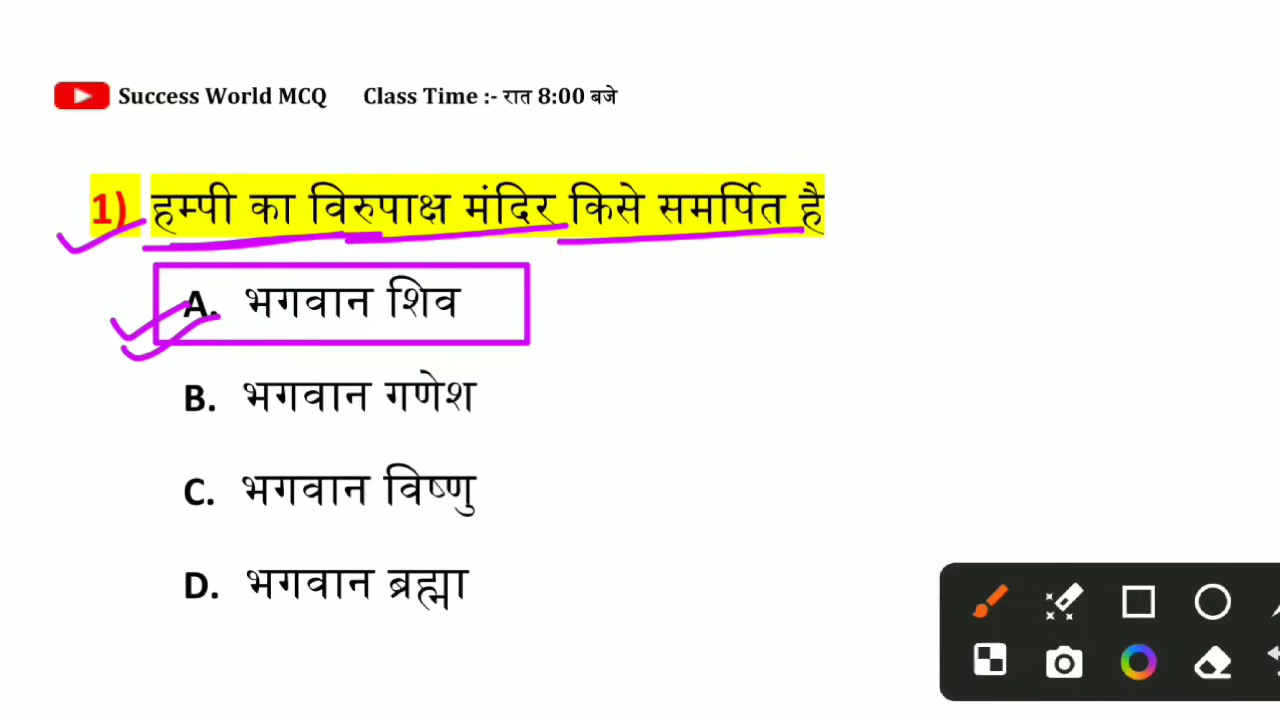 Success World MCQ Class Time :- रात 8:00 बजे
1) हम्पी का विरुपाक्ष मंदिर किसे समर्पित है
A. भगवान शिव
B. भगवान गणेश
C. भगवान विष्णु
D. भगवान ब्रह्मा